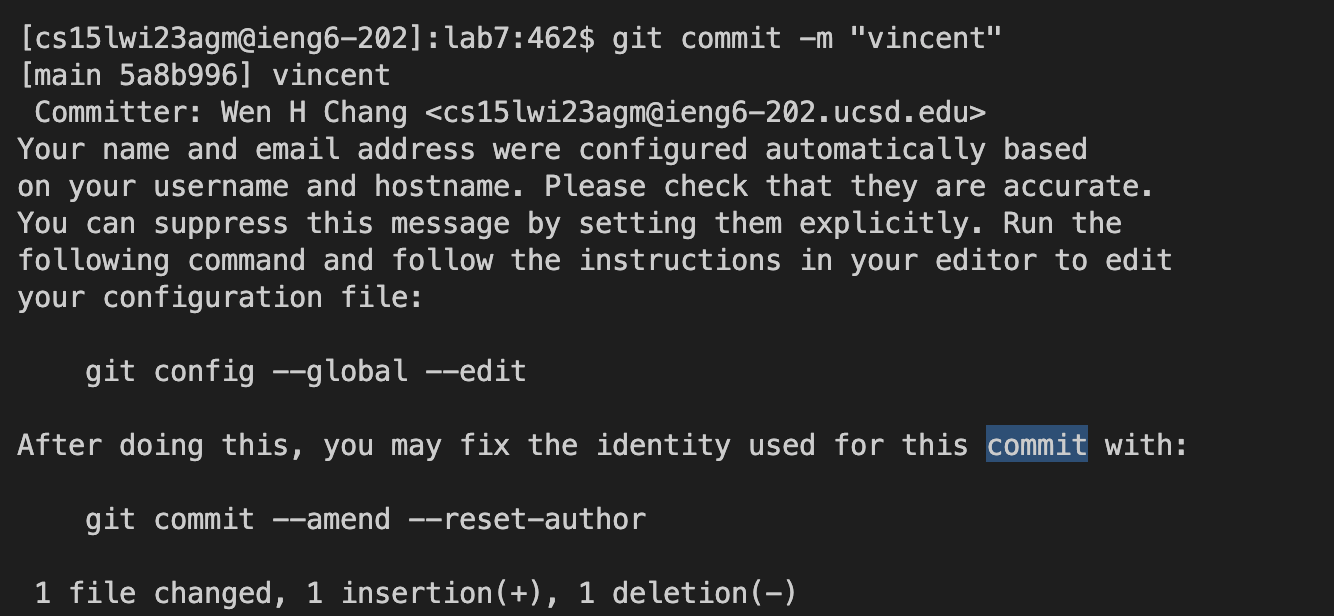 [cs15lwi23agm@ieng6-202]:lab7:462$ git commit -m "vincent"
[main 5a8b996] vincent
 Committer: Wen H Chang <cs15lwi23agm@ieng6-202.ucsd.edu>
Your name and email address were configured automatically based
on your username and hostname. Please check that they are accurate.
You can suppress this message by setting them explicitly. Run the
following command and follow the instructions in your editor to edit
your configuration file:

    git config --global --edit

After doing this, you may fix the identity used for this commit with:

    git commit --amend --reset-author

 1 file changed, 1 insertion(+), 1 deletion(-)